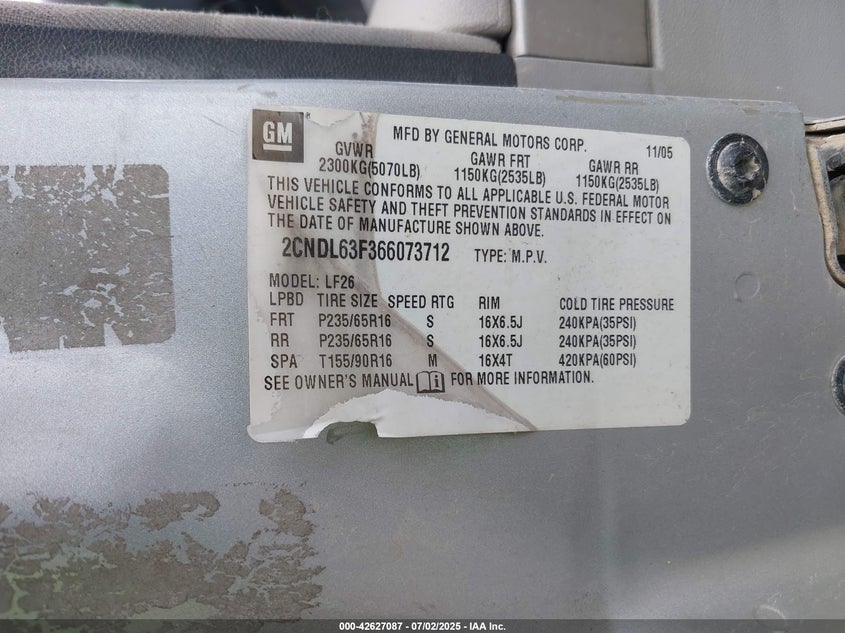 GM
MFD BY GENERAL MOTORS CORP. 11/05
GVWR GAWR FRT GAWR RR
2300KG(5070LB) 1150KG(2535LB) 1150KG(2535LB)
THIS VEHICLE CONFORMS TO ALL APPLICABLE U.S. FEDERAL MOTOR
VEHICLE SAFETY AND THEFT PREVENTION STANDARDS IN EFFECT ON
THE DATE OF MANUFACTURE SHOWN ABOVE.
2CNDL63F366073712 TYPE: M.P.V.
MODEL: LF26
LPBD TIRE SIZE SPEED RTG RIM COLD TIRE PRESSURE
FRT P235/65R16 S 16X6.5J 240KPA(35PSI)
RR P235/65R16 S 16X6.5J 240KPA(35PSI)
SPA T155/90R16 M 16X4T 420KPA(60PSI)
SEE OWNER'S MANUAL FOR MORE INFORMATION.
000-42627087 - 07/02/2025 - IAA Inc.